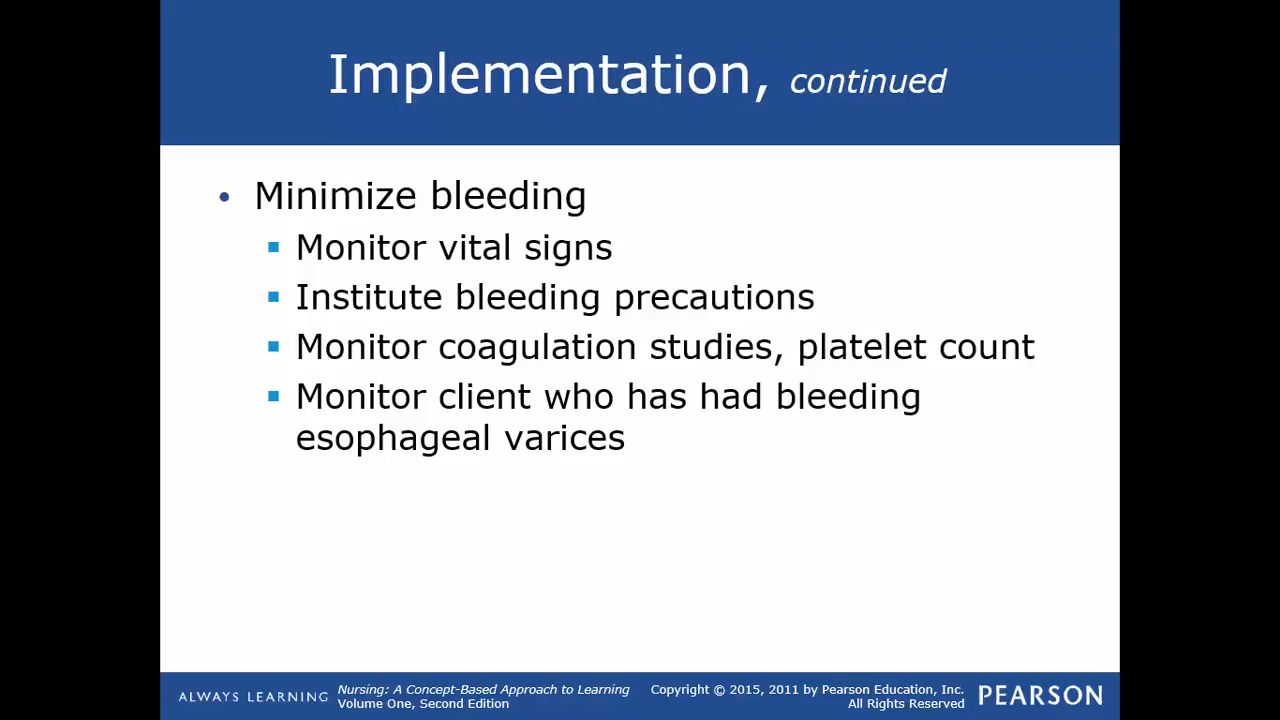 Implementation, continued
• Minimize bleeding
▪ Monitor vital signs
▪ Institute bleeding precautions
▪ Monitor coagulation studies, platelet count
▪ Monitor client who has had bleeding
esophageal varices
ALWAYS LEARNING
Nursing: A Concept-Based Approach to Learning
Volume One, Second Edition
Copyright © 2015, 2011 by Pearson Education, Inc.
All Rights Reserved
PEARSON